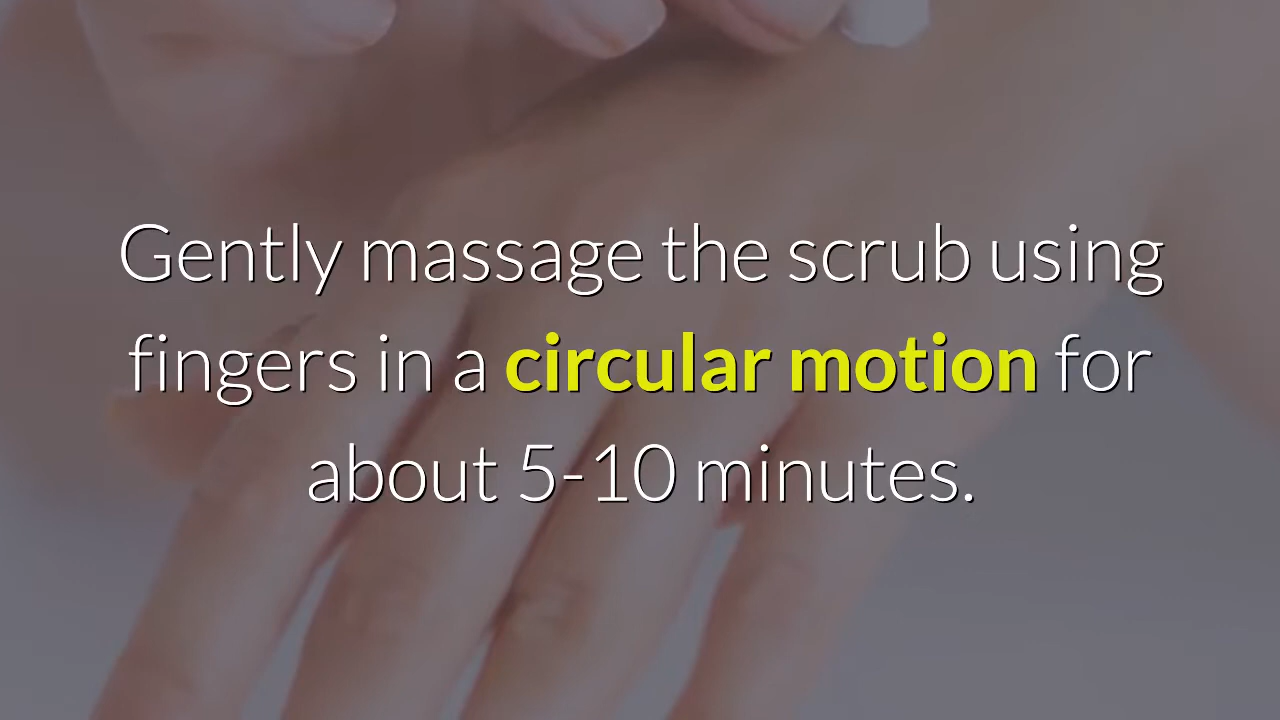 Gently massage the scrub using
fingers in a circular motion for
about 5-10 minutes.